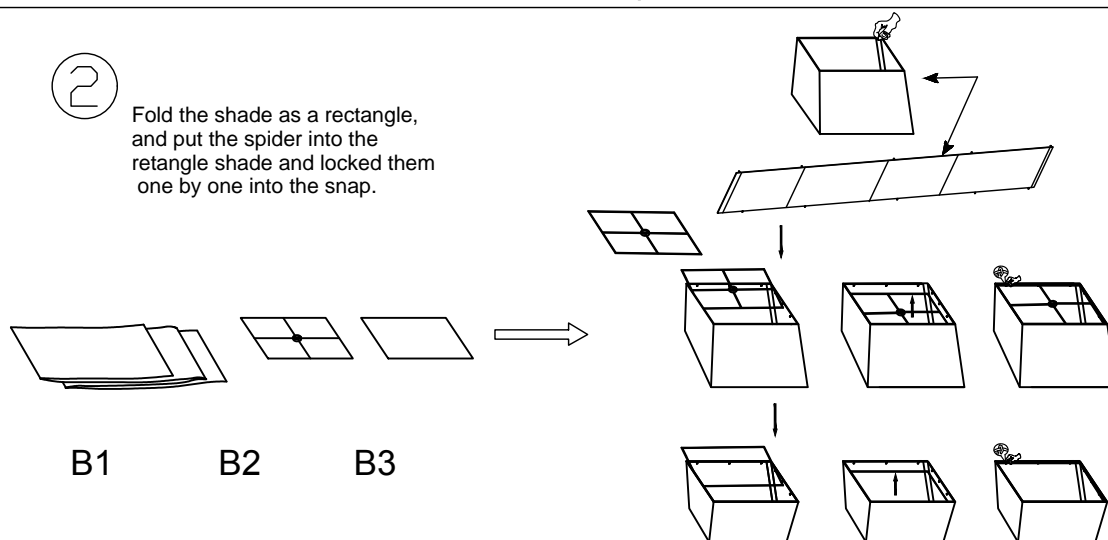 2
Fold the shade as a rectangle,
and put the spider into the
retangle shade and locked them
one by one into the snap.
B1 B2 B3